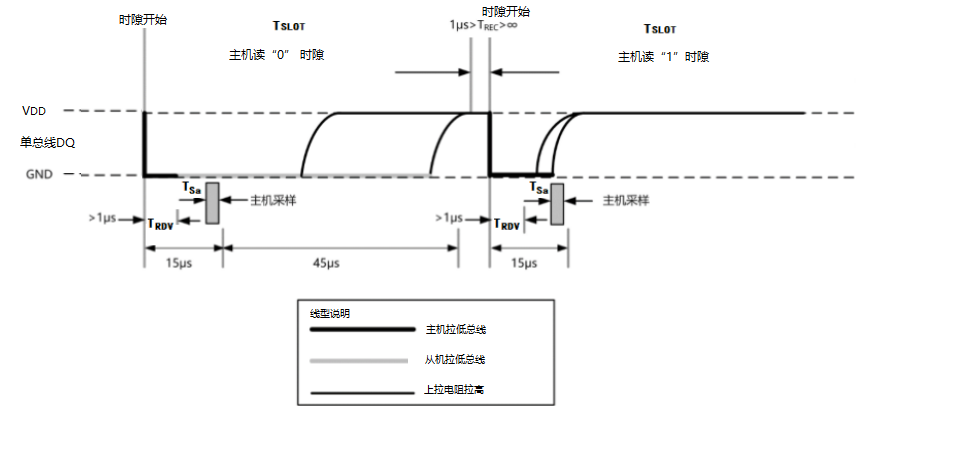 时隙开始
TSLOT
主机读“0” 时隙
1μs>TREC>∞
时隙开始
TSLOT
主机读“1”时隙
VDD
单总线DQ
GND
TSa
主机采样
>1μs
TRDV
15μs
45μs
TSa
主机采样
>1μs
TRDV
15μs
线型说明
主机拉低总线
从机拉低总线
上拉电阻拉高